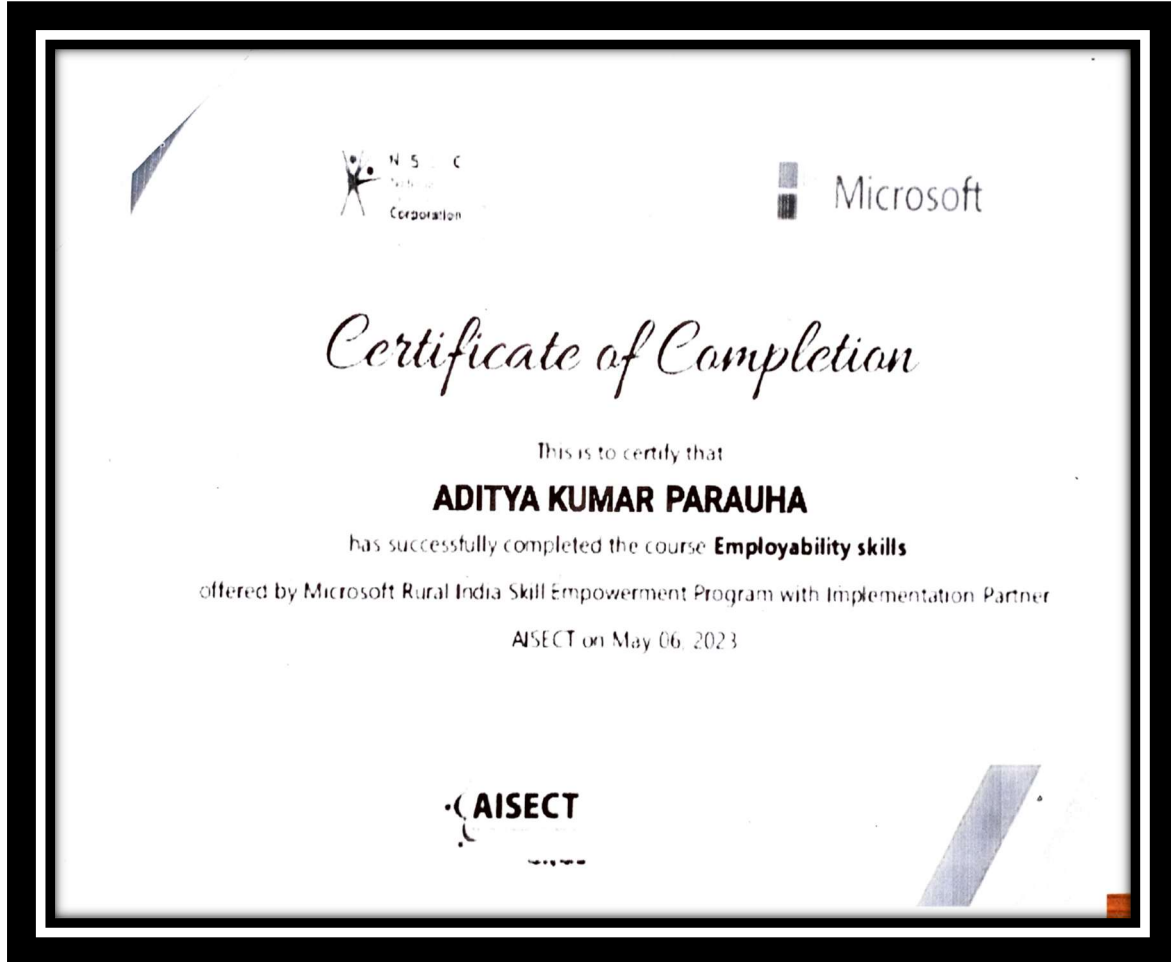 N S C
Corporation
Microsoft
Certificate of Completion
This is to certify that
ADITYA KUMAR PARAUHA
has successfully completed the course Employability skills
offered by Microsoft Rural India Skill Empowerment Program with Implementation Partner
AISECT on May 06, 2023
AISECT